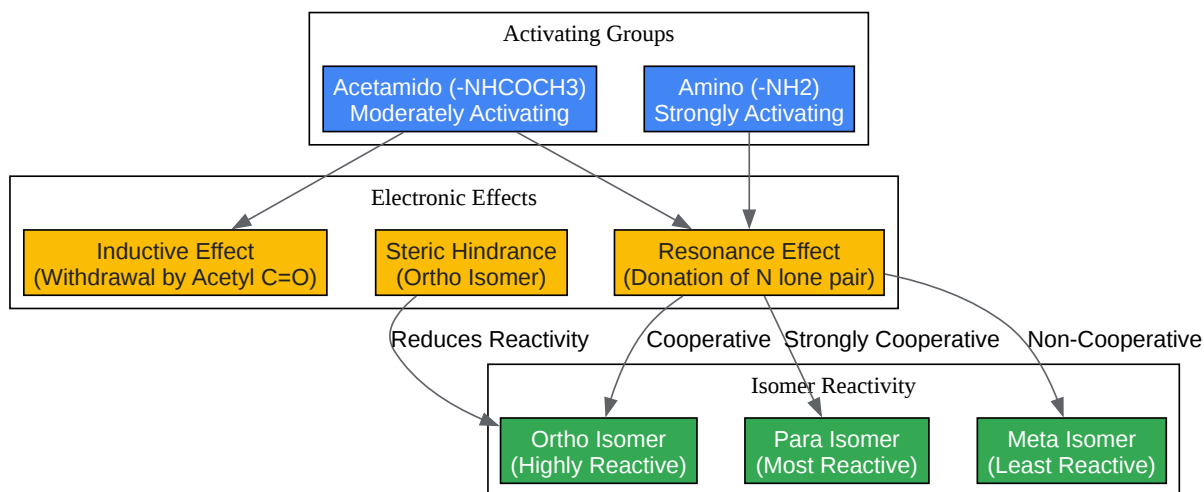 Activating Groups
Acetamido (-NHCOCH3)
Moderately Activating
Amino (-NH2)
Strongly Activating
Electronic Effects
Inductive Effect
(Withdrawal by Acetyl C=O)
Steric Hindrance
(Ortho Isomer)
Resonance Effect
(Donation of N lone pair)
Reduces Reactivity
Cooperative
Strongly Cooperative
Non-Cooperative
Isomer Reactivity
Ortho Isomer
(Highly Reactive)
Para Isomer
(Most Reactive)
Meta Isomer
(Least Reactive)